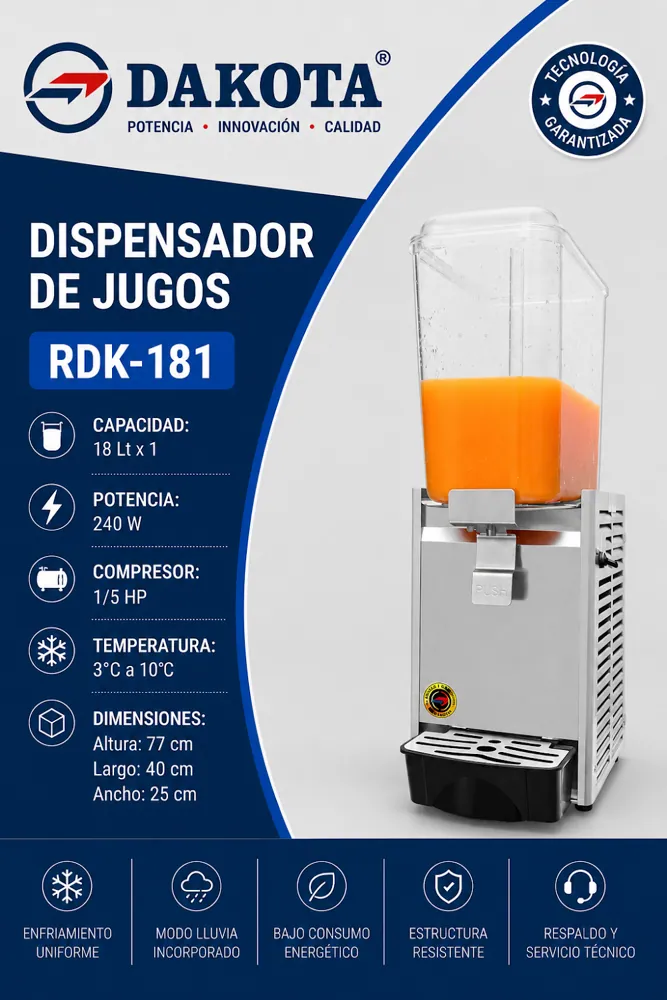 DAKOTA®
POTENCIA • INNOVACIÓN • CALIDAD
TECNOLOGÍA
GARANTIZADA
DISPENSADOR
DE JUGOS
RDK-181
CAPACIDAD:
18 Lt x 1
POTENCIA:
240 W
COMPRESOR:
1/5 HP
TEMPERATURA:
3°C a 10°C
DIMENSIONES:
Altura: 77 cm
Largo: 40 cm
Ancho: 25 cm
PUSH
ENFRIAMIENTO
UNIFORME
MODO LLUVIA
INCORPORADO
BAJO CONSUMO
ENERGÉTICO
ESTRUCTURA
RESISTENTE
RESPALDO Y
SERVICIO TÉCNICO